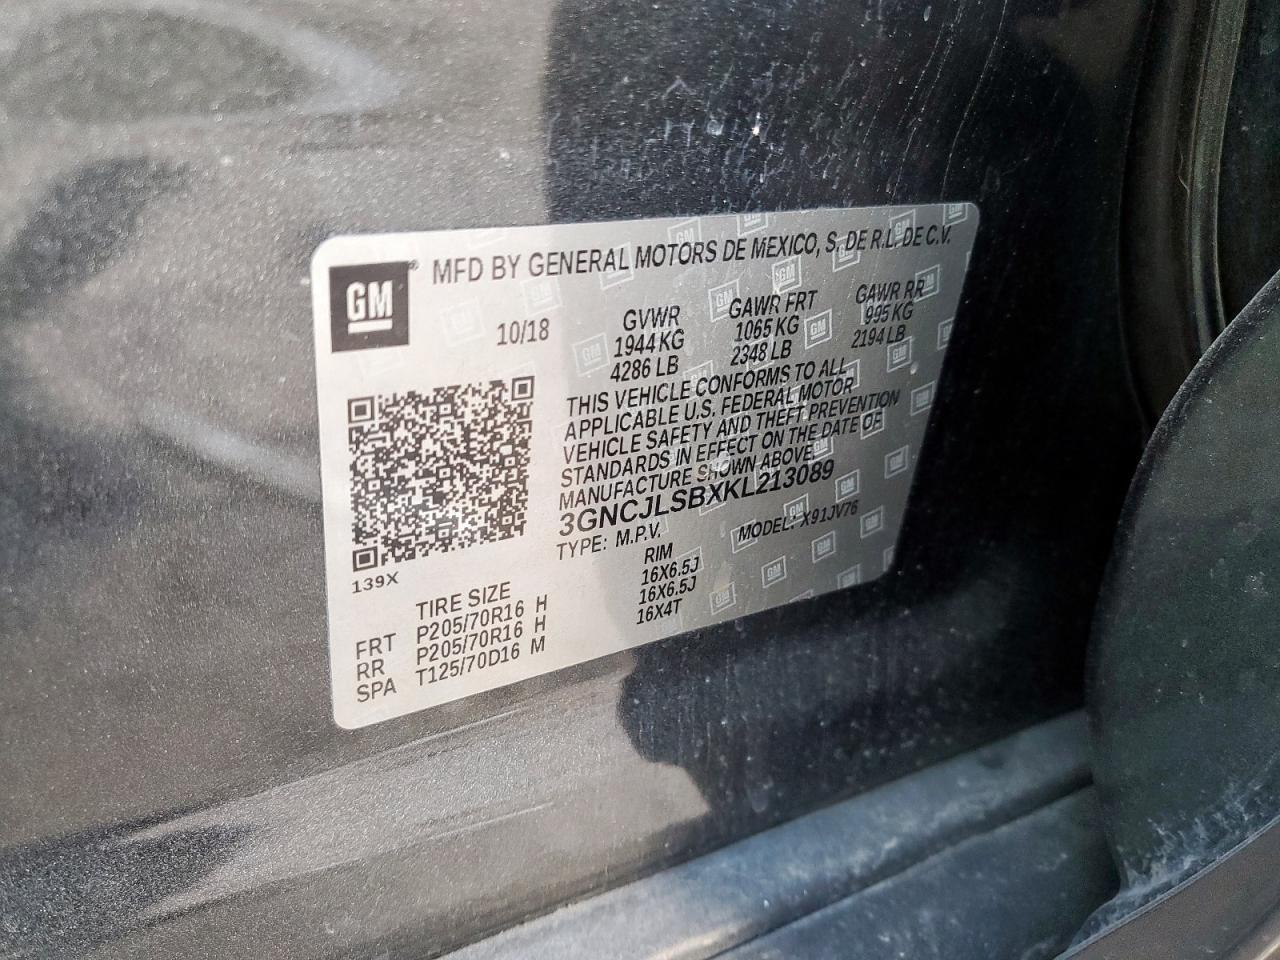 GM
MFD BY GENERAL MOTORS DE MEXICO, S. DE R.L. DE C.V.
10/18
GVWR GAWR FRT GAWR RR
1944 KG 1065 KG 995 KG
4286 LB 2348 LB 2194 LB
THIS VEHICLE CONFORMS TO ALL
APPLICABLE U.S. FEDERAL MOTOR
VEHICLE SAFETY AND THEFT PREVENTION
STANDARDS IN EFFECT ON THE DATE OF
MANUFACTURE SHOWN ABOVE.
3GNCJLSBXKL213089
TYPE: M.P.V. MODEL: X91JV76
139X
TIRE SIZE RIM
FRT P205/70R16 H 16X6.5J
RR P205/70R16 H 16X6.5J
SPA T125/70D16 M 16X4T